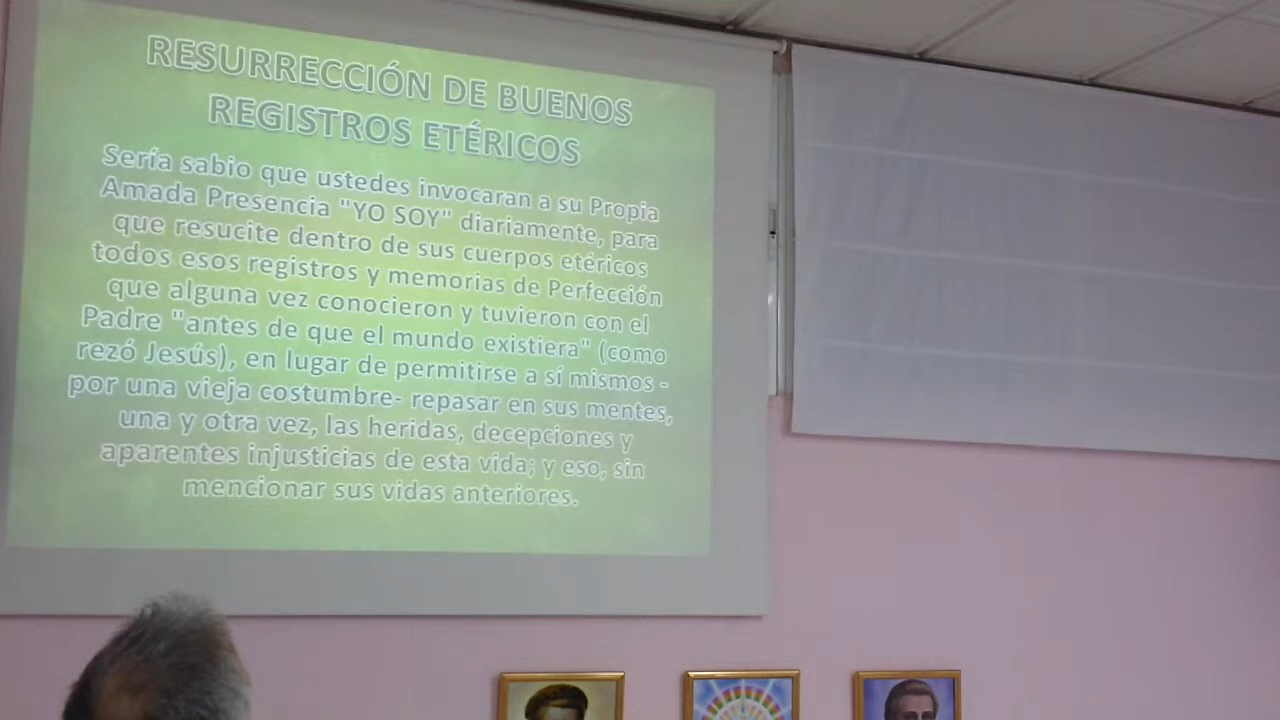 RESURRECCIÓN DE BUENOS
REGISTROS ETÉRICOS
Sería sabio que ustedes invocaran a su Propia
Amada Presencia "YO SOY" diariamente, para
que resucite dentro de sus cuerpos etéricos
todos esos registros y memorias de Perfección
que alguna vez conocieron y tuvieron con el
Padre "antes de que el mundo existiera" (como
rezó Jesús), en lugar de permitirse a sí mismos -
por una vieja costumbre- repasar en sus mentes,
una y otra vez, las heridas, decepciones y
aparentes injusticias de esta vida; y eso, sin
mencionar sus vidas anteriores.